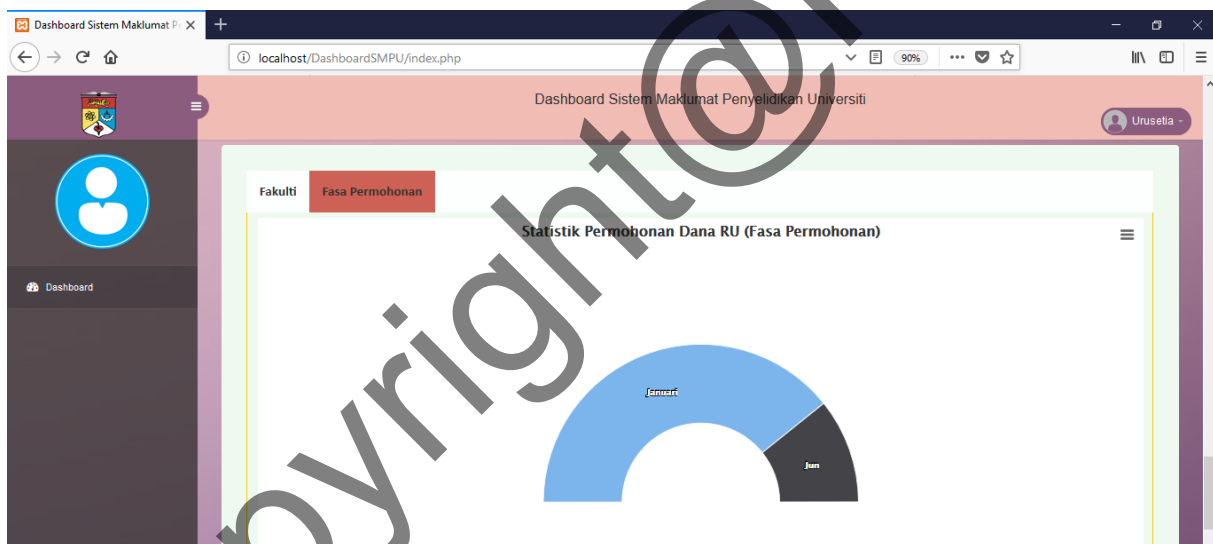 Dashboard Sistem Maklumat P
localhost/DashboardSMPU/index.php
90%
Dashboard Sistem Maklumat Penyelidikan Universiti
Urusetia
Fakulti
Fasa Permohonan
Statistik Permohonan Dana RU (Fasa Permohonan)
Dashboard
Januari
Jun
pyright@